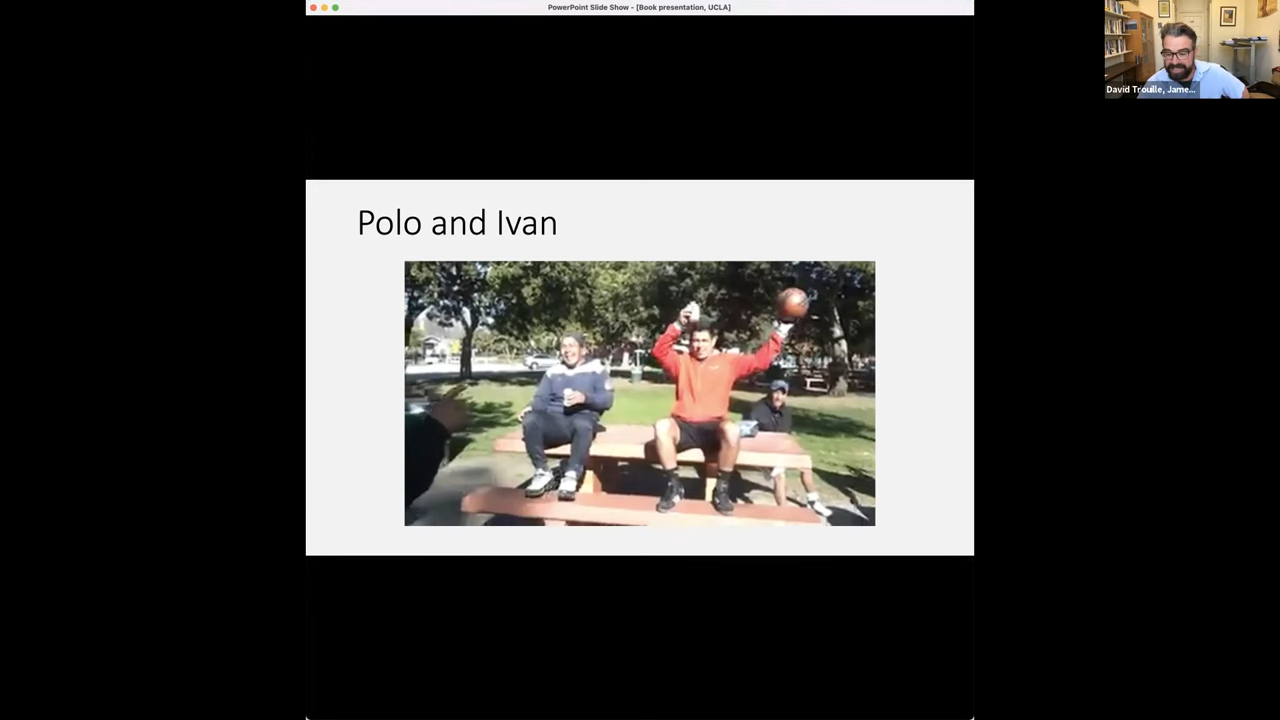 PowerPoint Slide Show - [Book presentation, UCLA]
David Trouille, Jame...
Polo and Ivan